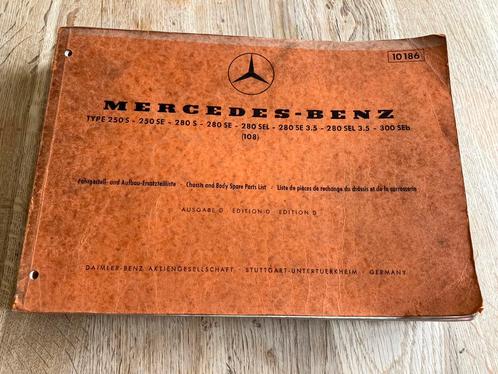 10186
MERCEDES-BENZ
TYPE 250 S - 250 SE - 280 S - 280 SE - 280 SEL - 280 SE 3.5 - 280 SEL 3.5 - 300 SEb
(108)
Fahrgestell- und Aufbau-Ersatzteilliste · Chassis and Body Spare Parts List · Liste de pièces de rechange du châssis et de la carrosserie
AUSGABE D · EDITION D · EDITION D
DAIMLER-BENZ AKTIENGESELLSCHAFT · STUTTGART-UNTERTUERKHEIM · GERMANY